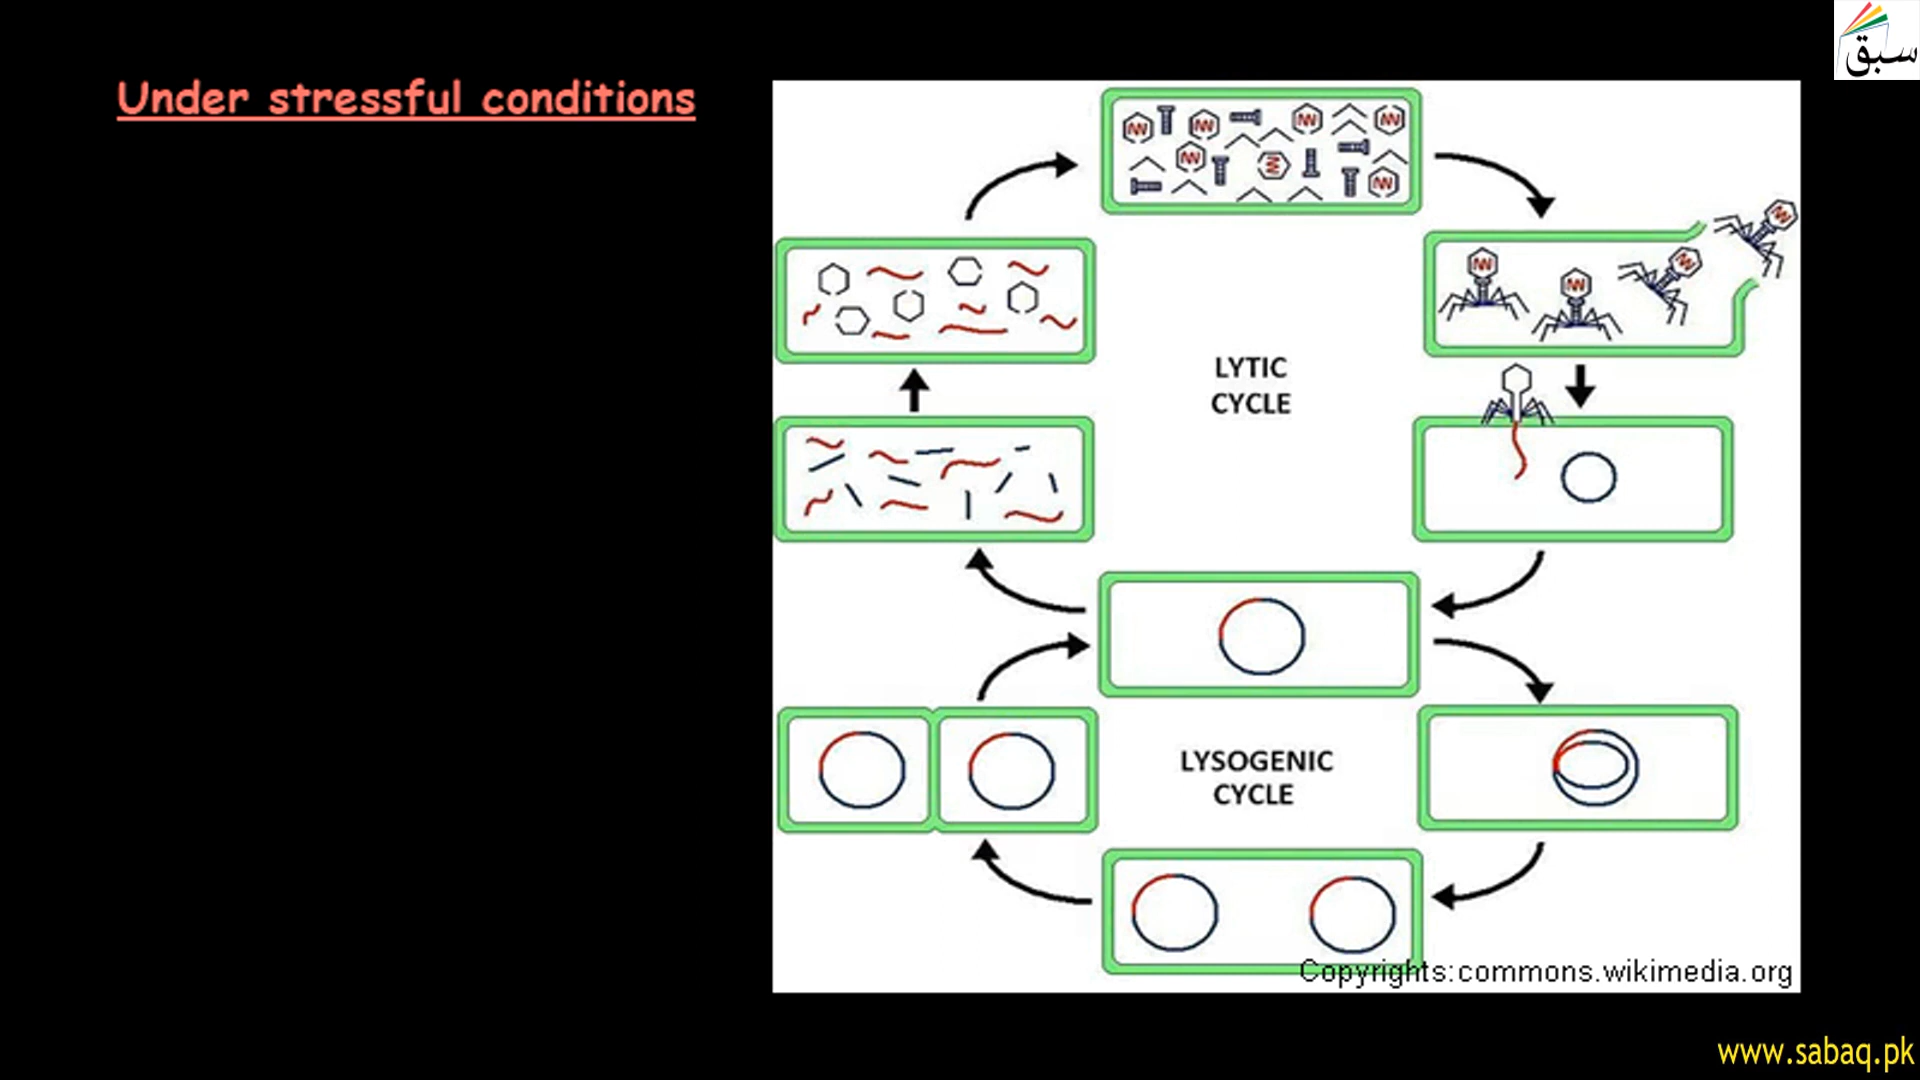 سبق
Under stressful conditions
LYTIC
CYCLE
LYSOGENIC
CYCLE
Copyrights:commons.wikimedia.org
www.sabaq.pk